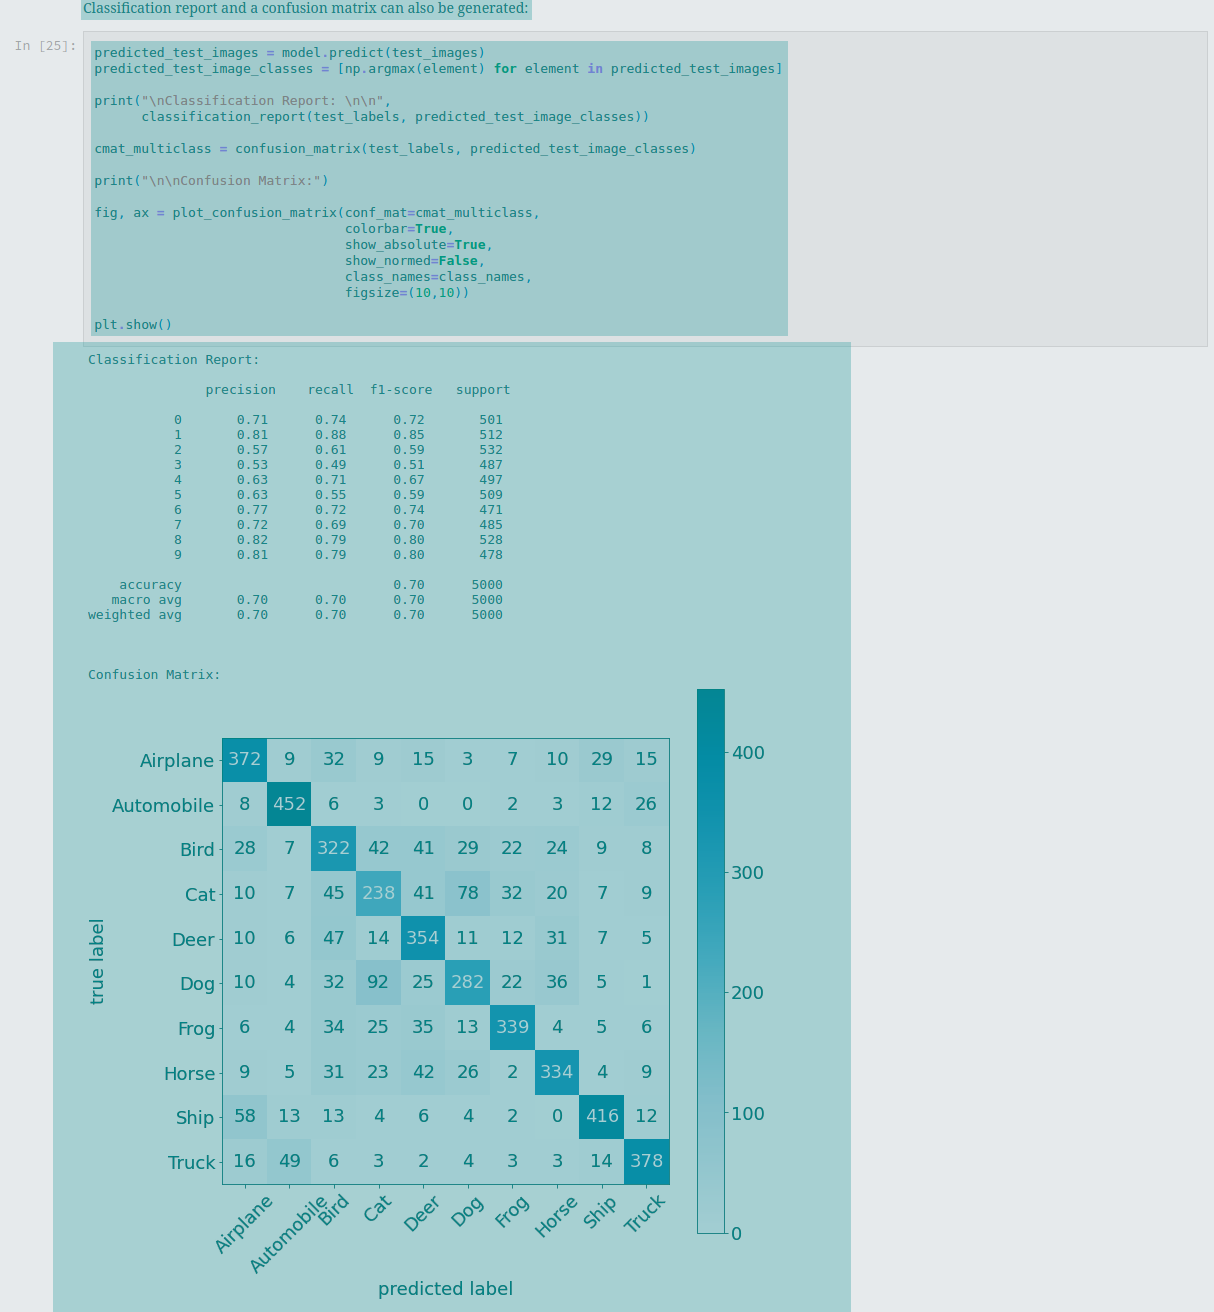 Classification report and a confusion matrix can also be generated:
In [25]:
predicted_test_images = model.predict(test_images)
predicted_test_image_classes = [np.argmax(element) for element in predicted_test_images]
print("\nClassification Report: \n\n",
classification_report(test_labels, predicted_test_image_classes))
cmat_multiclass = confusion_matrix(test_labels, predicted_test_image_classes)
print("\n\nConfusion Matrix:")
fig, ax = plot_confusion_matrix(conf_mat=cmat_multiclass,
colorbar=True,
show_absolute=True,
show_normed=False,
class_names=class_names,
figsize=(10,10))
plt.show()
Classification Report:
precision recall f1-score support
0 0.71 0.74 0.72 501
1 0.81 0.88 0.85 512
2 0.57 0.61 0.59 532
3 0.53 0.49 0.51 487
4 0.63 0.71 0.67 497
5 0.63 0.55 0.59 509
6 0.77 0.72 0.74 471
7 0.72 0.69 0.70 485
8 0.82 0.79 0.80 528
9 0.81 0.79 0.80 478
accuracy 0.70 5000
macro avg 0.70 0.70 0.70 5000
weighted avg 0.70 0.70 0.70 5000
Confusion Matrix:
Airplane 372 9 32 9 15 3 7 10 29 15
Automobile 8 452 6 3 0 0 2 3 12 26
Bird 28 7 322 42 41 29 22 24 9 8
Cat 10 7 45 238 41 78 32 20 7 9
Deer 10 6 47 14 354 11 12 31 7 5
Dog 10 4 32 92 25 282 22 36 5 1
Frog 6 4 34 25 35 13 339 4 5 6
Horse 9 5 31 23 42 26 2 334 4 9
Ship 58 13 13 4 6 4 2 0 416 12
Truck 16 49 6 3 2 4 3 3 14 378
true label
Airplane Automobile Bird Cat Deer Dog Frog Horse Ship Truck
predicted label
400
300
200
100
0